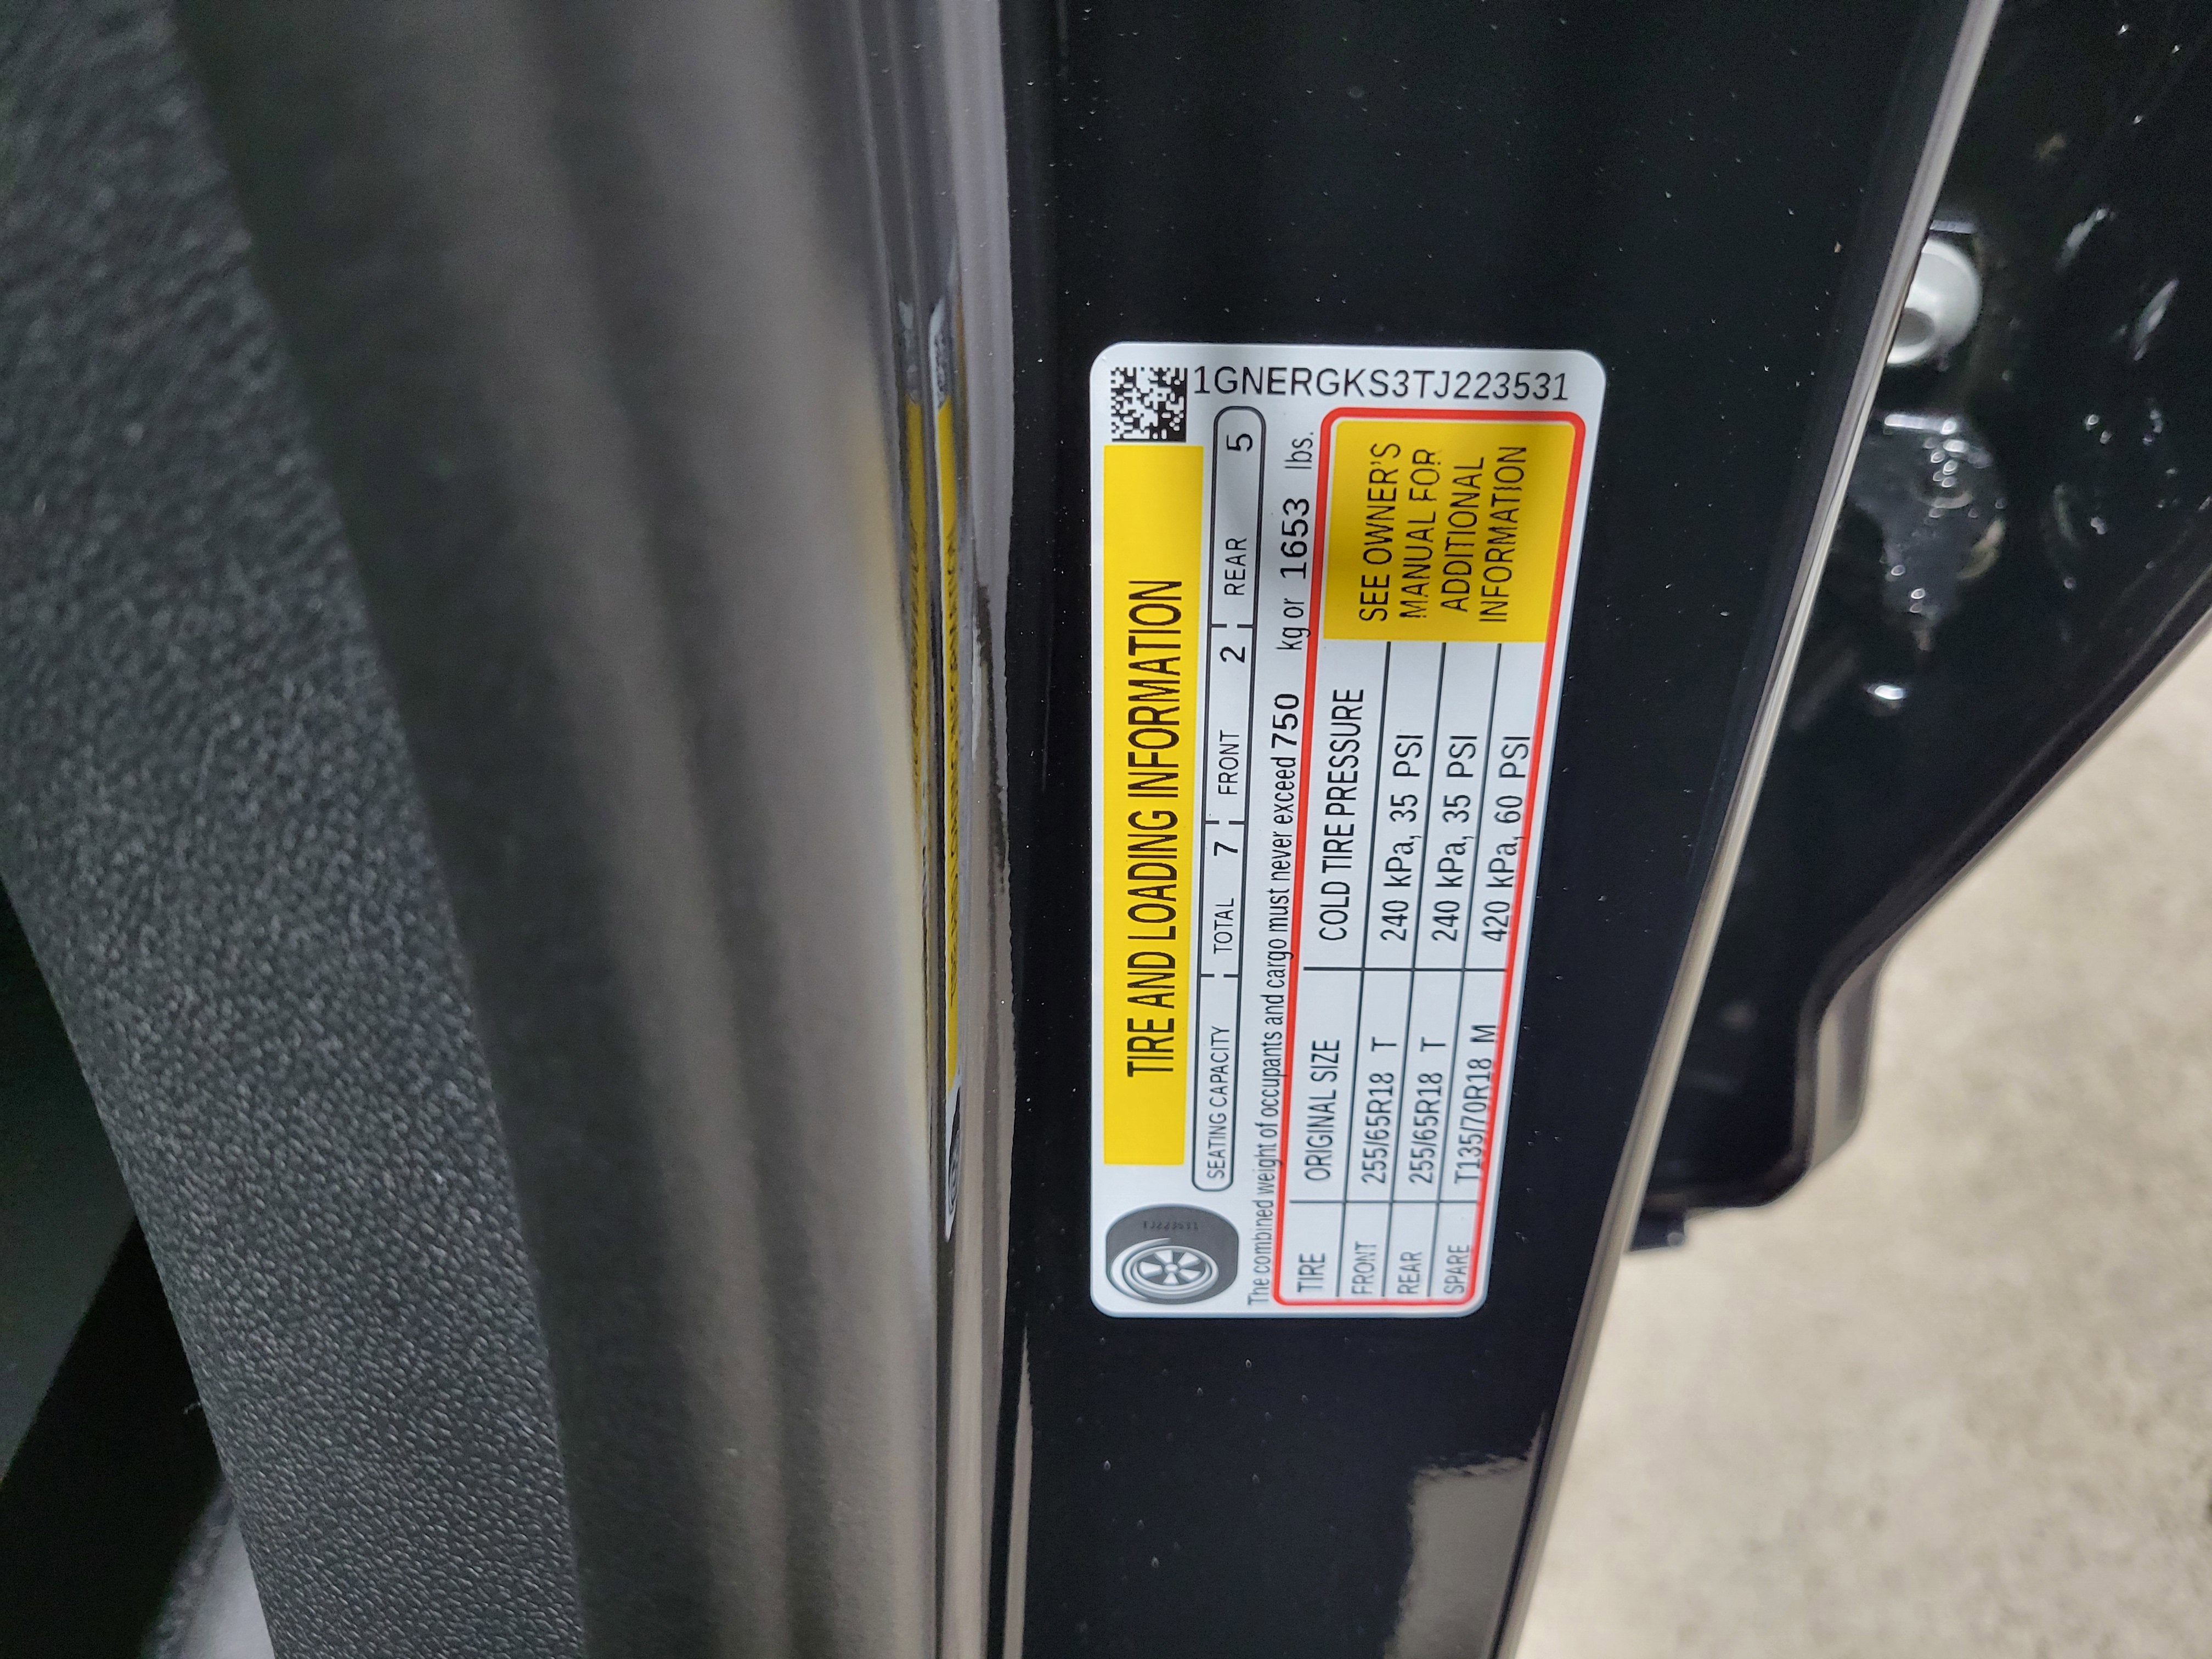 TIRE AND LOADING INFORMATION
SEATING CAPACITY TOTAL 7 FRONT 2 REAR 5
The combined weight of occupants and cargo must never exceed 750 kg or 1653 lbs.
TIRE ORIGINAL SIZE COLD TIRE PRESSURE
FRONT 255/65R18 T 240 kPa, 35 PSI
REAR 255/65R18 T 240 kPa, 35 PSI
SPARE T135/70R18 M 420 kPa, 60 PSI
SEE OWNER'S
MANUAL FOR
ADDITIONAL
INFORMATION
1GNERGKS3TJ223531